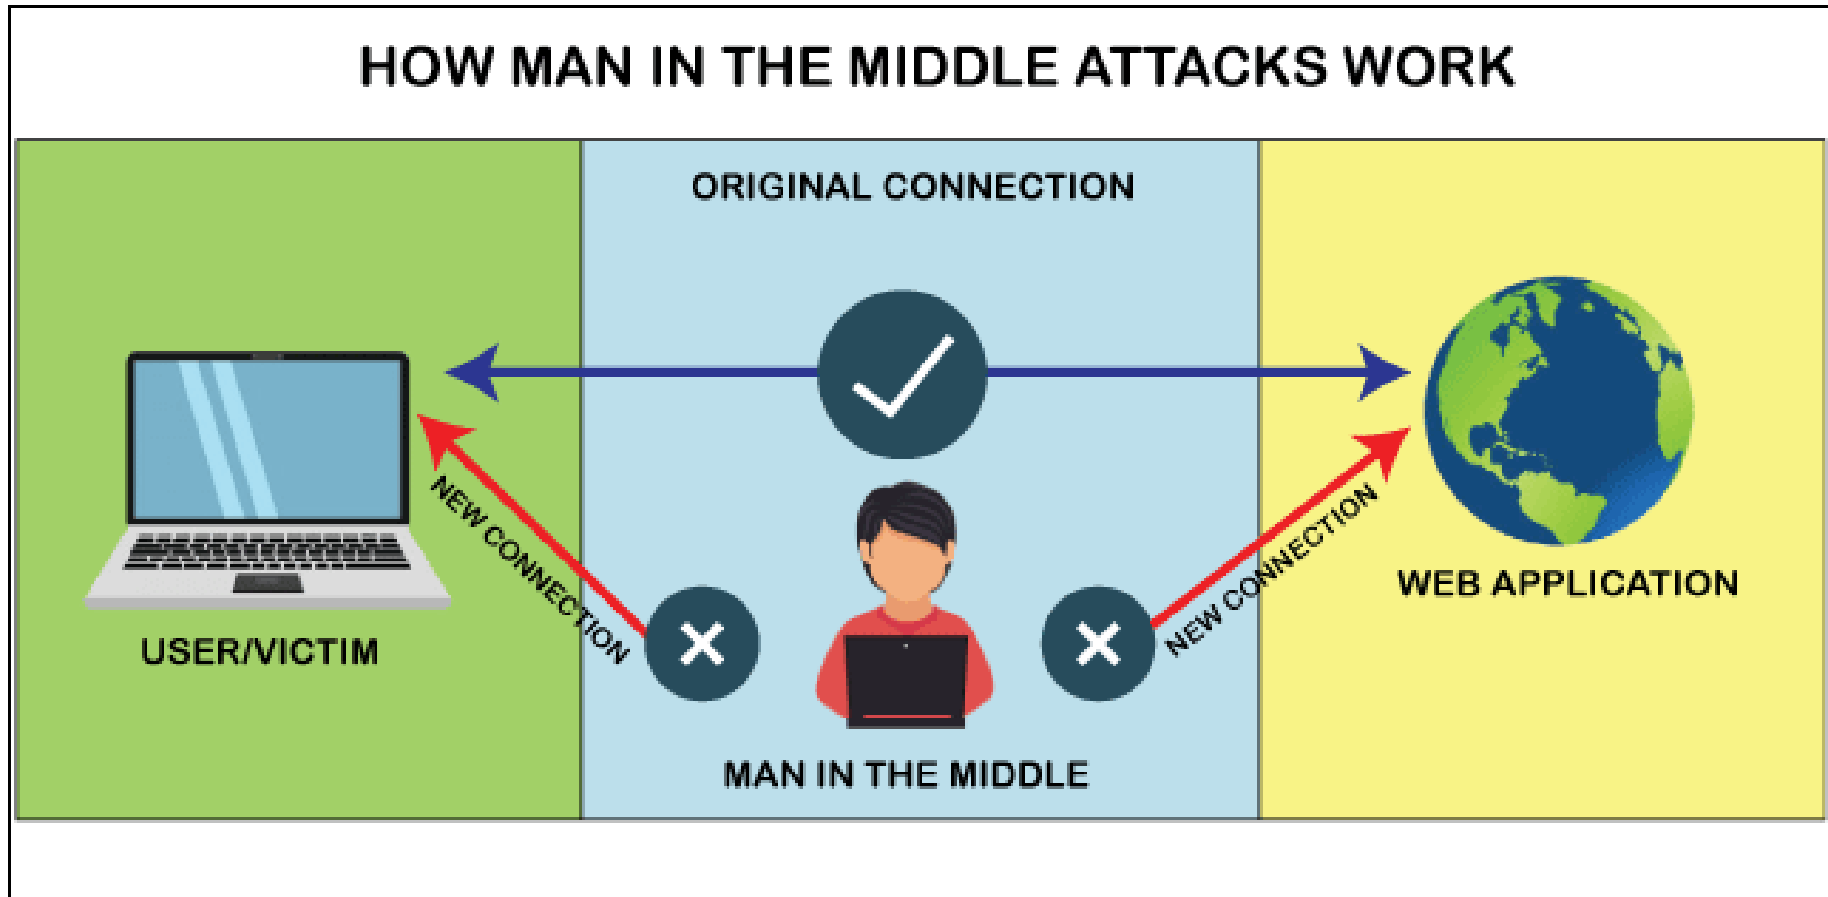 HOW MAN IN THE MIDDLE ATTACKS WORK
ORIGINAL CONNECTION
NEW CONNECTION
NEW CONNECTION
USER/VICTIM
WEB APPLICATION
MAN IN THE MIDDLE